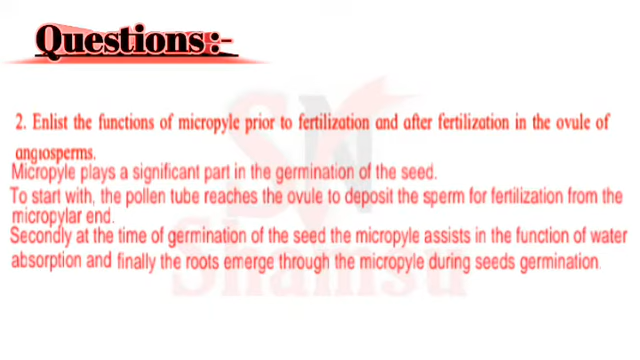 Questions :-
2. Enlist the functions of micropyle prior to fertilization and after fertilization in the ovule of
angiosperms.
Micropyle plays a significant part in the germination of the seed.
To start with, the pollen tube reaches the ovule to deposit the sperm for fertilization from the
micropylar end.
Secondly at the time of germination of the seed the micropyle assists in the function of water
absorption and finally the roots emerge through the micropyle during seeds germination.
Shamsu